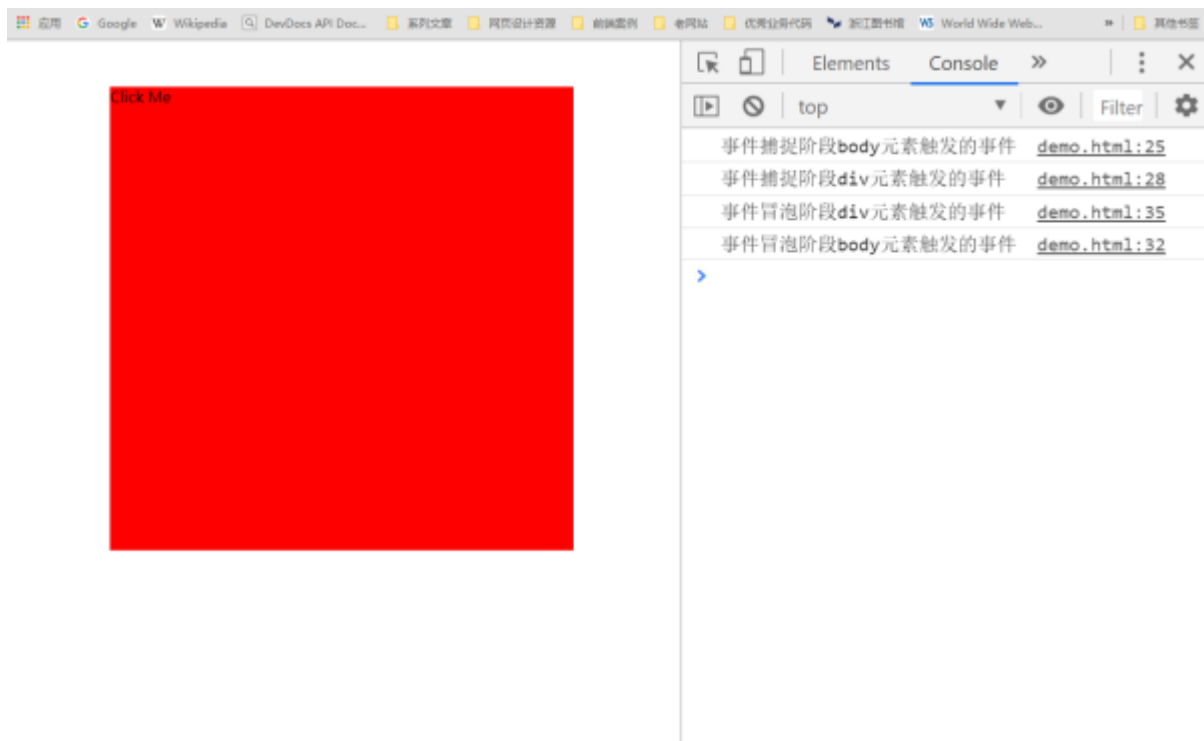 应用 Google W Wikipedia DevDocs API Doc... 系列文章 网页设计资源 前端案例 老网站 优秀业务代码 浙江图书馆 W3 World Wide Web... » 其他书签
Elements Console »
top Filter
Click Me
事件捕捉阶段body元素触发的事件 demo.html:25
事件捕捉阶段div元素触发的事件 demo.html:28
事件冒泡阶段div元素触发的事件 demo.html:35
事件冒泡阶段body元素触发的事件 demo.html:32